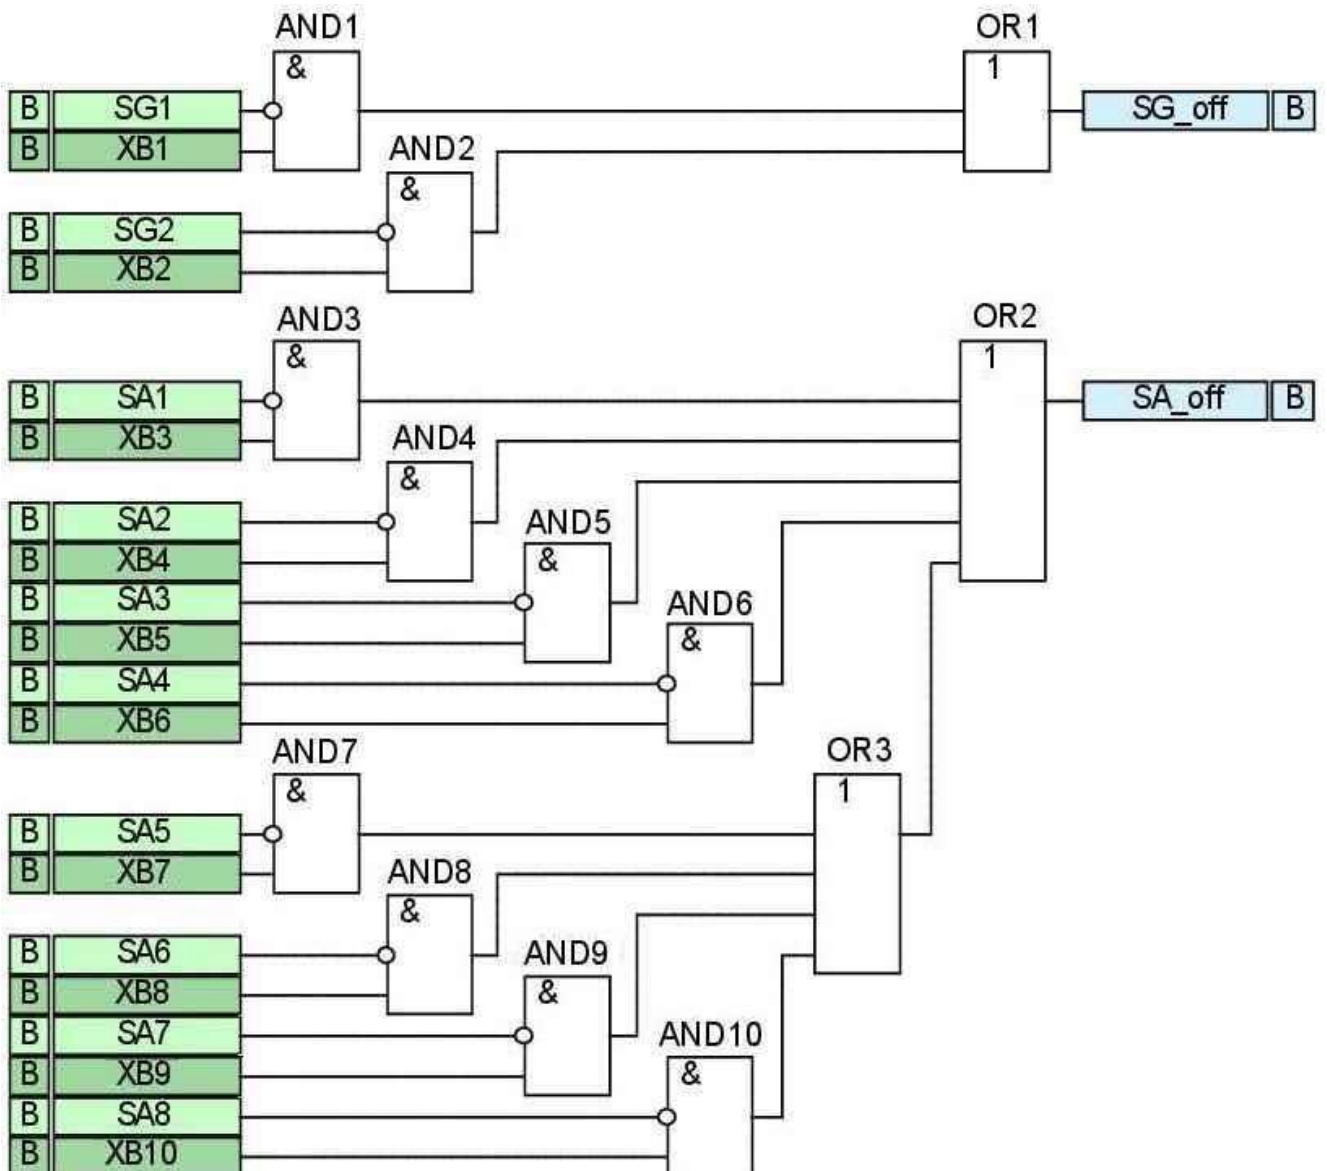 AND1 OR1
& 1
B SG1 SG_off B
B XB1
AND2
&
B SG2
B XB2
AND3 OR2
& 1
B SA1 SA_off B
B XB3
AND4
&
B SA2
AND5
B XB4
&
B SA3
AND6
B XB5
&
B SA4
B XB6
AND7 OR3
& 1
B SA5
B XB7
AND8
&
B SA6
AND9
B XB8
&
B SA7
AND10
B XB9
&
B SA8
B XB10